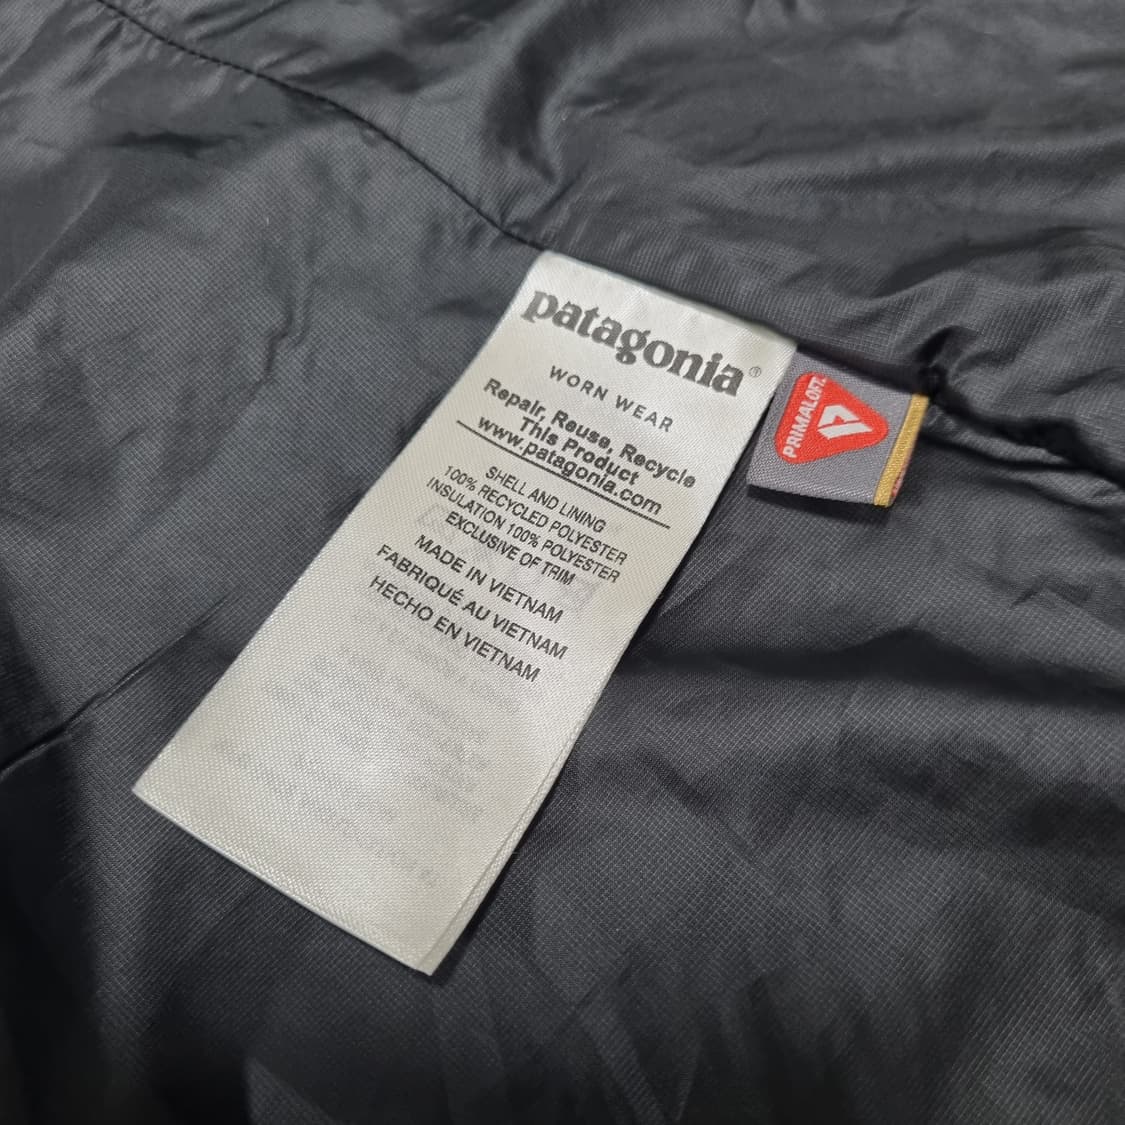 patagonia®
WORN WEAR
Repair, Reuse, Recycle
This Product
www.patagonia.com
SHELL AND LINING
100% RECYCLED POLYESTER
INSULATION 100% POLYESTER
EXCLUSIVE OF TRIM
MADE IN VIETNAM
FABRIQUÉ AU VIETNAM
HECHO EN VIETNAM
PRIMALOFT.